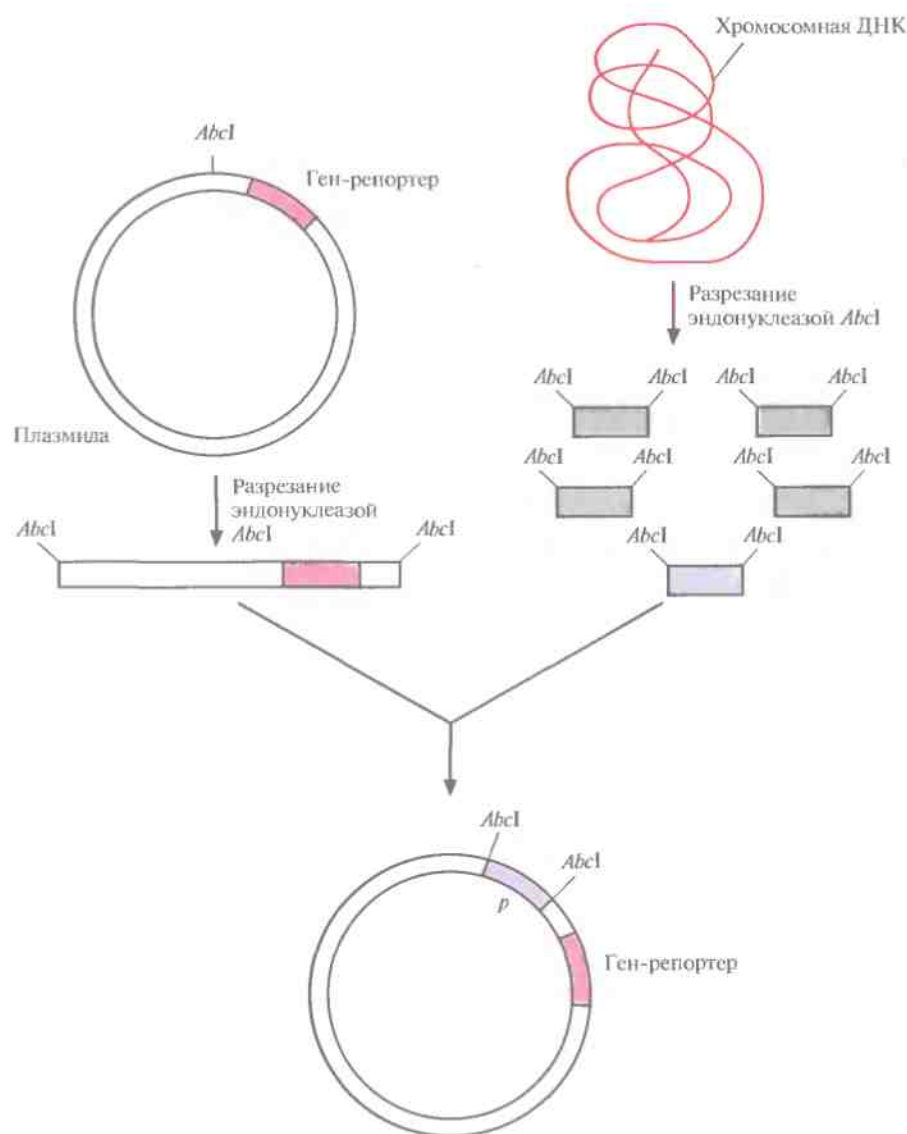 Хромосомная ДНК
AbcI
Ген-репортер
Разрезание
эндонуклеазой AbcI
AbcI
AbcI
AbcI
AbcI
Плазмида
AbcI
AbcI
AbcI
AbcI
Разрезание
эндонуклеазой
AbcI
AbcI
AbcI
AbcI
AbcI
AbcI
AbcI
p
Ген-репортер